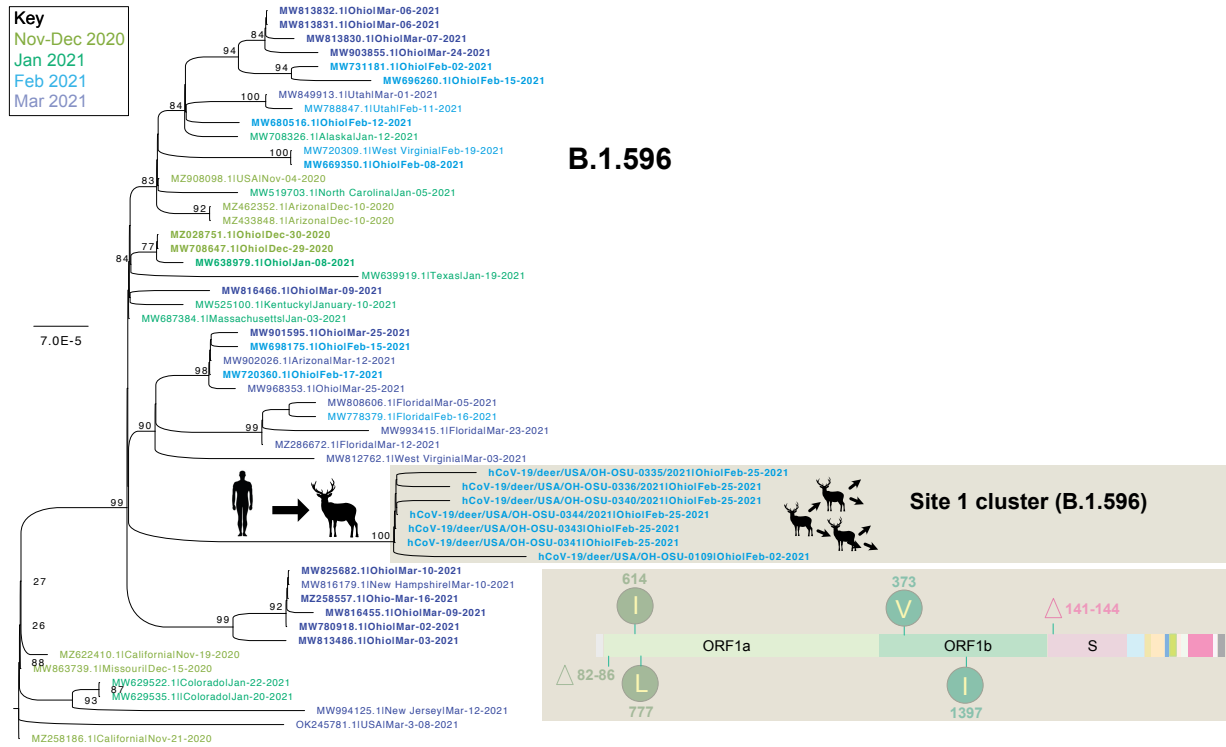 Key
Nov-Dec 2020
Jan 2021
Feb 2021
Mar 2021
MW813832.1|Ohio|Mar-06-2021
MW813831.1|Ohio|Mar-06-2021
84
MW813830.1|Ohio|Mar-07-2021
94
MW903855.1|Ohio|Mar-24-2021
94
MW731181.1|Ohio|Feb-02-2021
MW696260.1|Ohio|Feb-15-2021
100
MW849913.1|Utah|Mar-01-2021
84
MW788847.1|Utah|Feb-11-2021
MW680516.1|Ohio|Feb-12-2021
MW708326.1|Alaska|Jan-12-2021
100
MW720309.1|West Virginia|Feb-19-2021
MW669350.1|Ohio|Feb-08-2021
B.1.596
83
MZ908098.1|USA|Nov-04-2020
MW519703.1|North Carolina|Jan-05-2021
92
MZ462352.1|Arizona|Dec-10-2020
MZ433848.1|Arizona|Dec-10-2020
MZ028751.1|Ohio|Dec-30-2020
77
MW708647.1|Ohio|Dec-29-2020
84
MW638979.1|Ohio|Jan-08-2021
MW639919.1|Texas|Jan-19-2021
MW816466.1|Ohio|Mar-09-2021
MW525100.1|Kentucky|January-10-2021
MW687384.1|Massachusetts|Jan-03-2021
7.0E-5
MW901595.1|Ohio|Mar-25-2021
MW698175.1|Ohio|Feb-15-2021
MW902026.1|Arizona|Mar-12-2021
98
MW720360.1|Ohio|Feb-17-2021
MW968353.1|Ohio|Mar-25-2021
MW808606.1|Florida|Mar-05-2021
MW778379.1|Florida|Feb-16-2021
90
99
MW993415.1|Florida|Mar-23-2021
MZ286672.1|Florida|Mar-12-2021
MW812762.1|West Virginia|Mar-03-2021
99
hCoV-19/deer/USA/OH-OSU-0335/2021|Ohio|Feb-25-2021
hCoV-19/deer/USA/OH-OSU-0336/2021|Ohio|Feb-25-2021
hCoV-19/deer/USA/OH-OSU-0340/2021|Ohio|Feb-25-2021
hCoV-19/deer/USA/OH-OSU-0344/2021|Ohio|Feb-25-2021
hCoV-19/deer/USA/OH-OSU-0343|Ohio|Feb-25-2021
100
hCoV-19/deer/USA/OH-OSU-0341|Ohio|Feb-25-2021
hCoV-19/deer/USA/OH-OSU-0109|Ohio|Feb-02-2021
Site 1 cluster (B.1.596)
27
MW825682.1|Ohio|Mar-10-2021
MW816179.1|New Hampshire|Mar-10-2021
MZ258557.1|Ohio-Mar-16-2021
92
MW816455.1|Ohio|Mar-09-2021
99
MW780918.1|Ohio|Mar-02-2021
MW813486.1|Ohio|Mar-03-2021
26
MZ622410.1|California|Nov-19-2020
88
MW863739.1|Missouri|Dec-15-2020
MW629522.1|Colorado|Jan-22-2021
87
93
MW629535.1||Colorado|Jan-20-2021
MW994125.1|New Jersey|Mar-12-2021
OK245781.1|USA|Mar-3-08-2021
MZ258186.1|California|Nov-21-2020
614
I
373
V
△ 141-144
ORF1a
ORF1b
S
△ 82-86
L
777
I
1397